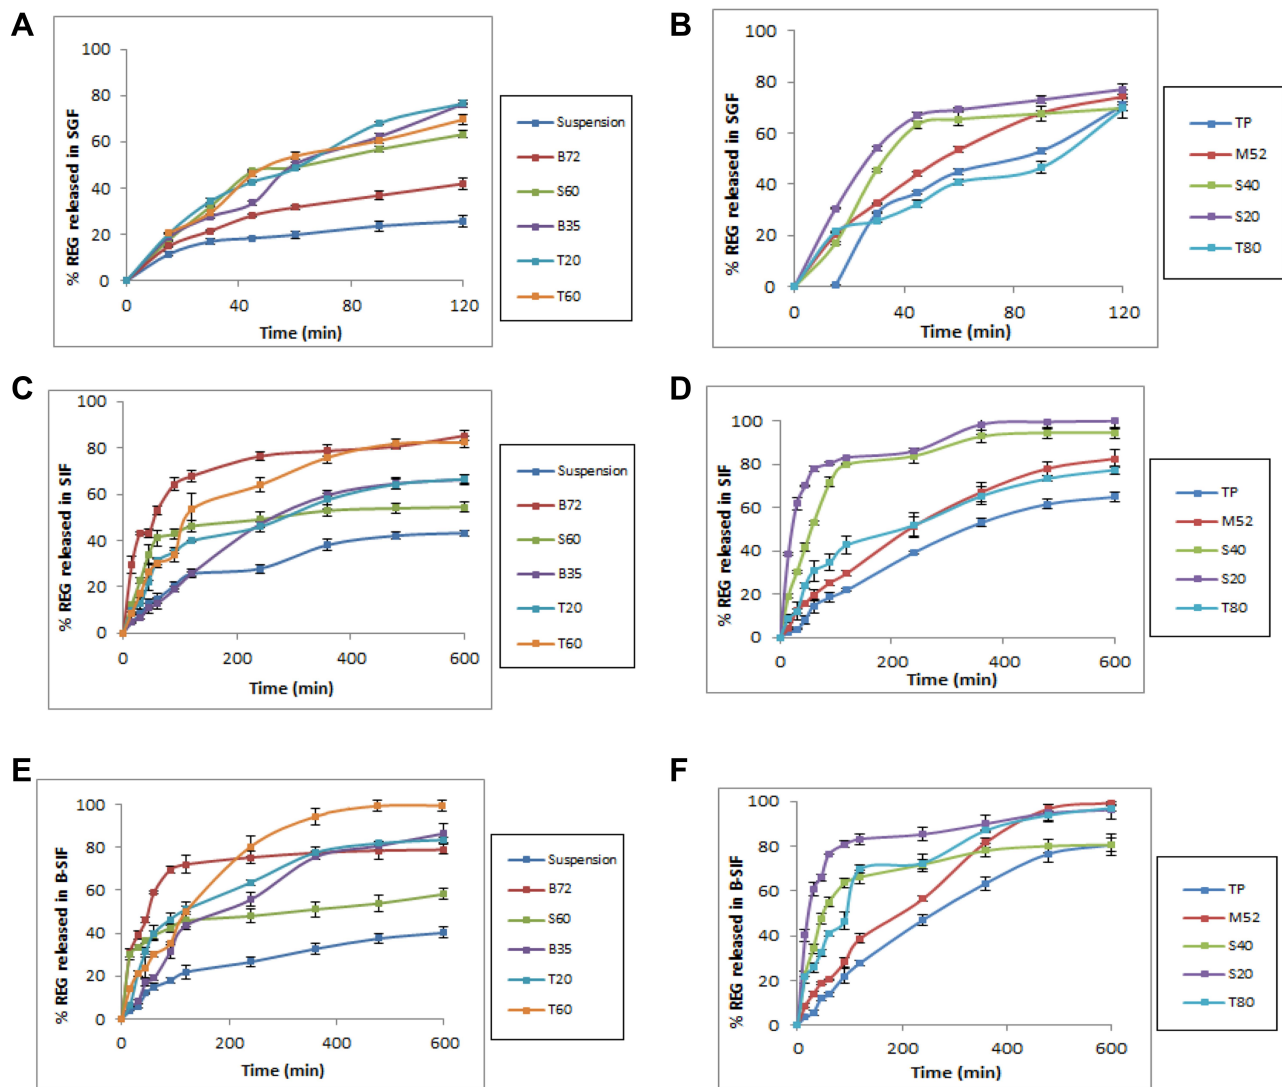 A
% REG released in SGF
100
80
60
40
20
0
0 40 80 120
Time (min)
Suspension
B72
S60
B35
T20
T60
B
% REG released in SGF
100
80
60
40
20
0
0 40 80 120
Time (min)
TP
M52
S40
S20
T80
C
% REG released in SIF
100
80
60
40
20
0
0 200 400 600
Time (min)
Suspension
B72
S60
B35
T20
T60
D
% REG released in SIF
100
80
60
40
20
0
0 200 400 600
Time (min)
TP
M52
S40
S20
T80
E
% REG released in B-SIF
100
80
60
40
20
0
0 200 400 600
Time (min)
Suspension
B72
S60
B35
T20
T60
F
% REG released in B-SIF
100
80
60
40
20
0
0 200 400 600
Time (min)
TP
M52
S40
S20
T80